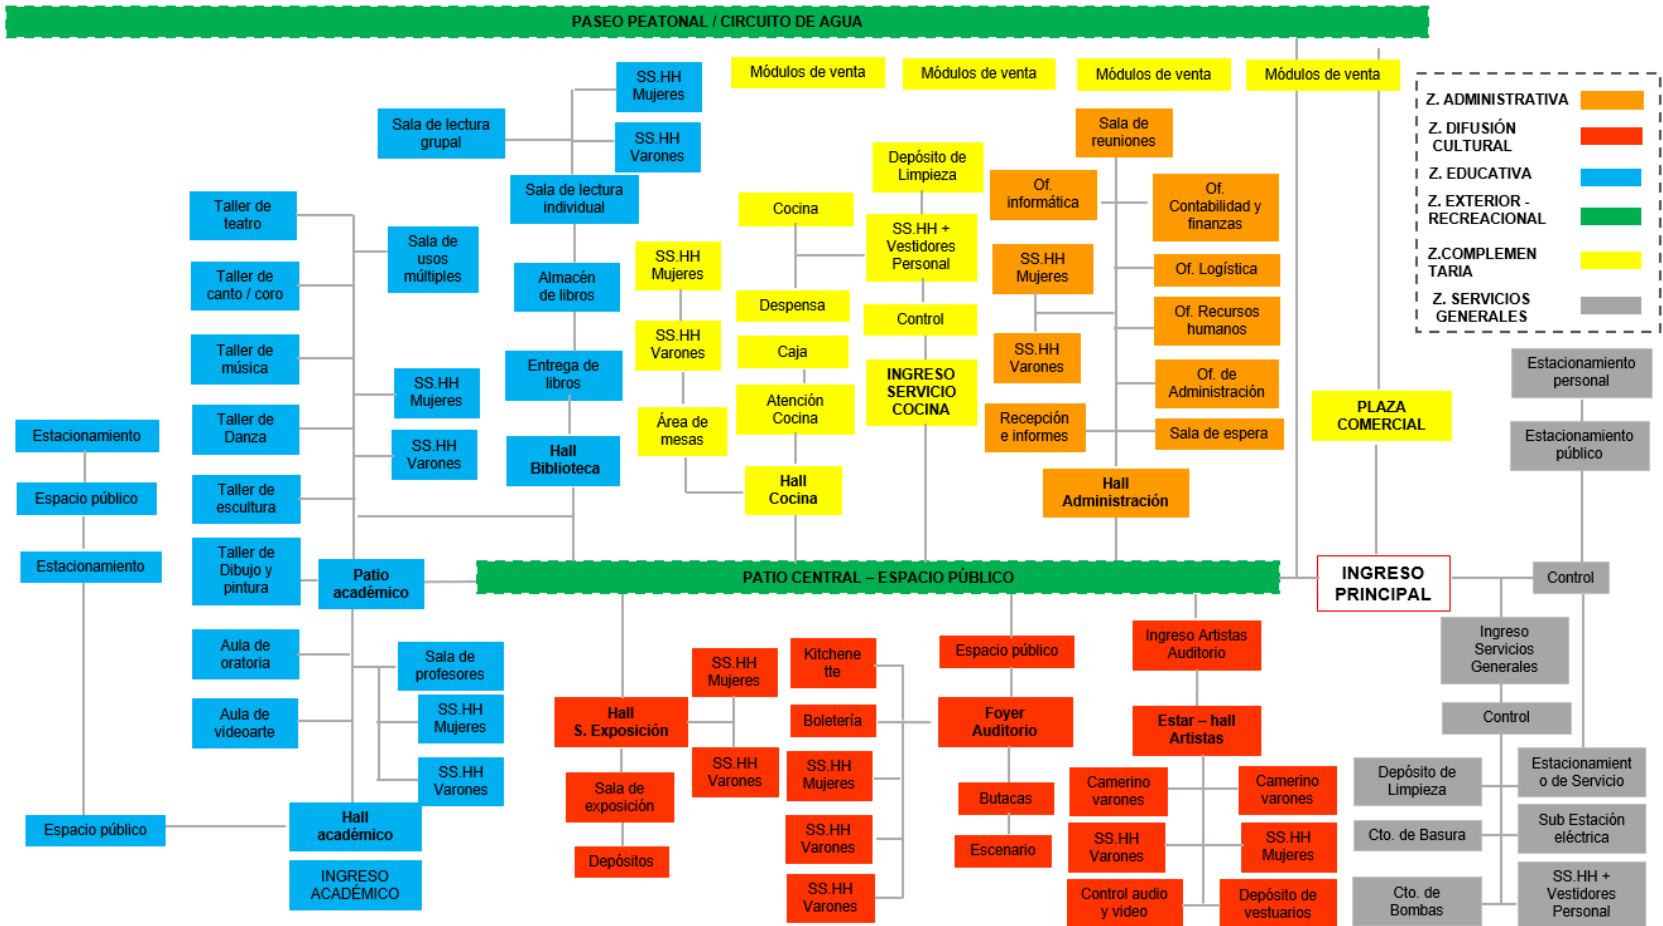 PASEO PEATONAL / CIRCUITO DE AGUA
Módulos de venta
Módulos de venta
Módulos de venta
Módulos de venta
Z. ADMINISTRATIVA
Z. DIFUSIÓN
CULTURAL
Z. EDUCATIVA
Z. EXTERIOR -
RECREACIONAL
Z.COMPLEMEN
TARIA
Z. SERVICIOS
GENERALES
SS.HH
Mujeres
Sala de lectura
grupal
SS.HH
Varones
Sala de lectura
individual
Almacén
de libros
Entrega de
libros
Hall
Biblioteca
Taller de
teatro
Sala de
usos
múltiples
Taller de
canto / coro
Taller de
música
SS.HH
Mujeres
Taller de
Danza
SS.HH
Varones
Taller de
escultura
Taller de
Dibujo y
pintura
Patio
académico
Estacionamiento
Espacio público
Estacionamiento
Aula de
oratoria
Sala de
profesores
Aula de
videoarte
SS.HH
Mujeres
SS.HH
Varones
Espacio público
Hall
académico
INGRESO
ACADÉMICO
SS.HH
Mujeres
SS.HH
Varones
Área de
mesas
Cocina
Despensa
Caja
Atención
Cocina
Hall
Cocina
Depósito de
Limpieza
SS.HH +
Vestidores
Personal
Control
INGRESO
SERVICIO
COCINA
Sala de
reuniones
Of.
informática
Of.
Contabilidad y
finanzas
SS.HH
Mujeres
Of. Logística
Of. Recursos
humanos
SS.HH
Varones
Of. de
Administración
Recepción
e informes
Sala de espera
Hall
Administración
PLAZA
COMERCIAL
Estacionamiento
personal
Estacionamiento
público
PATIO CENTRAL – ESPACIO PÚBLICO
INGRESO
PRINCIPAL
Control
Hall
S. Exposición
SS.HH
Mujeres
SS.HH
Varones
Sala de
exposición
Depósitos
Kitchene
tte
Boletería
SS.HH
Mujeres
SS.HH
Varones
SS.HH
Varones
Espacio público
Foyer
Auditorio
Butacas
Escenario
Ingreso Artistas
Auditorio
Estar – hall
Artistas
Camerino
varones
Camerino
varones
SS.HH
Varones
SS.HH
Mujeres
Control audio
y video
Depósito de
vestuarios
Ingreso
Servicios
Generales
Control
Depósito de
Limpieza
Estacionamient
o de Servicio
Cto. de Basura
Sub Estación
eléctrica
Cto. de
Bombas
SS.HH +
Vestidores
Personal